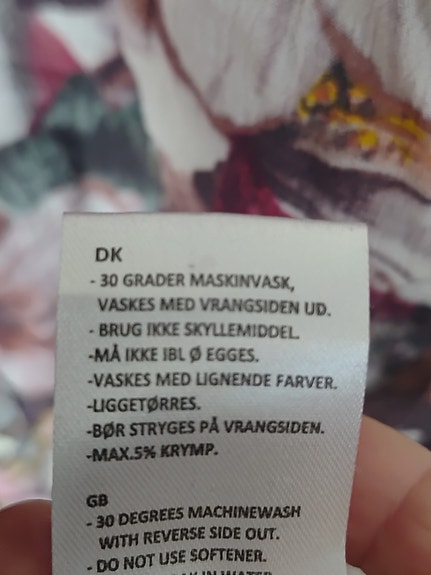 DK
- 30 GRADER MASKINVASK,
VASKES MED VRANGSIDEN UD.
- BRUG IKKE SKYLLEMIDDEL.
-MÅ IKKE IBL Ø EGGES.
-VASKES MED LIGNENDE FARVER.
-LIGGETØRRES.
-BØR STRYGES PÅ VRANGSIDEN.
-MAX.5% KRYMP.
GB
- 30 DEGREES MACHINEWASH
WITH REVERSE SIDE OUT.
- DO NOT USE SOFTENER.
IN WATER